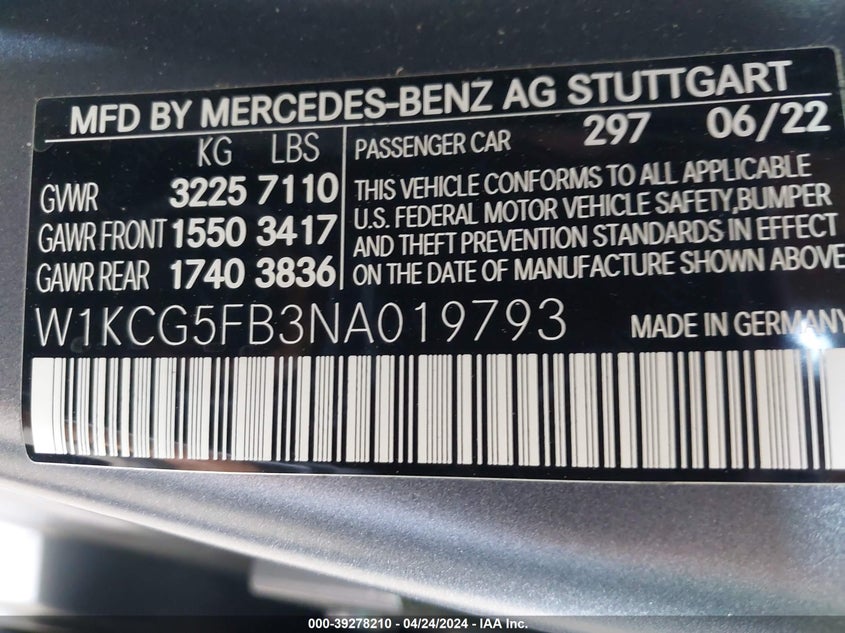 MFD BY MERCEDES-BENZ AG STUTTGART
KG LBS
GVWR 3225 7110
GAWR FRONT 1550 3417
GAWR REAR 1740 3836
PASSENGER CAR 297 06/22
THIS VEHICLE CONFORMS TO ALL APPLICABLE
U.S. FEDERAL MOTOR VEHICLE SAFETY,BUMPER
AND THEFT PREVENTION STANDARDS IN EFFECT
ON THE DATE OF MANUFACTURE SHOWN ABOVE
W1KCG5FB3NA019793 MADE IN GERMANY
000-39278210 - 04/24/2024 - IAA Inc.